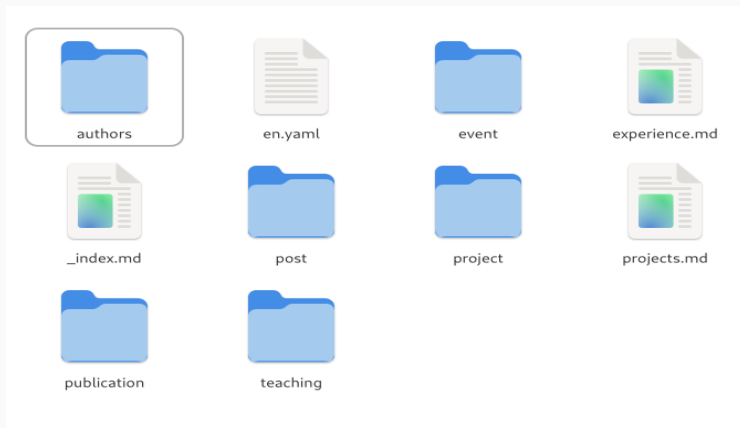 authors
en.yaml
event
experience.md
_index.md
post
project
projects.md
publication
teaching